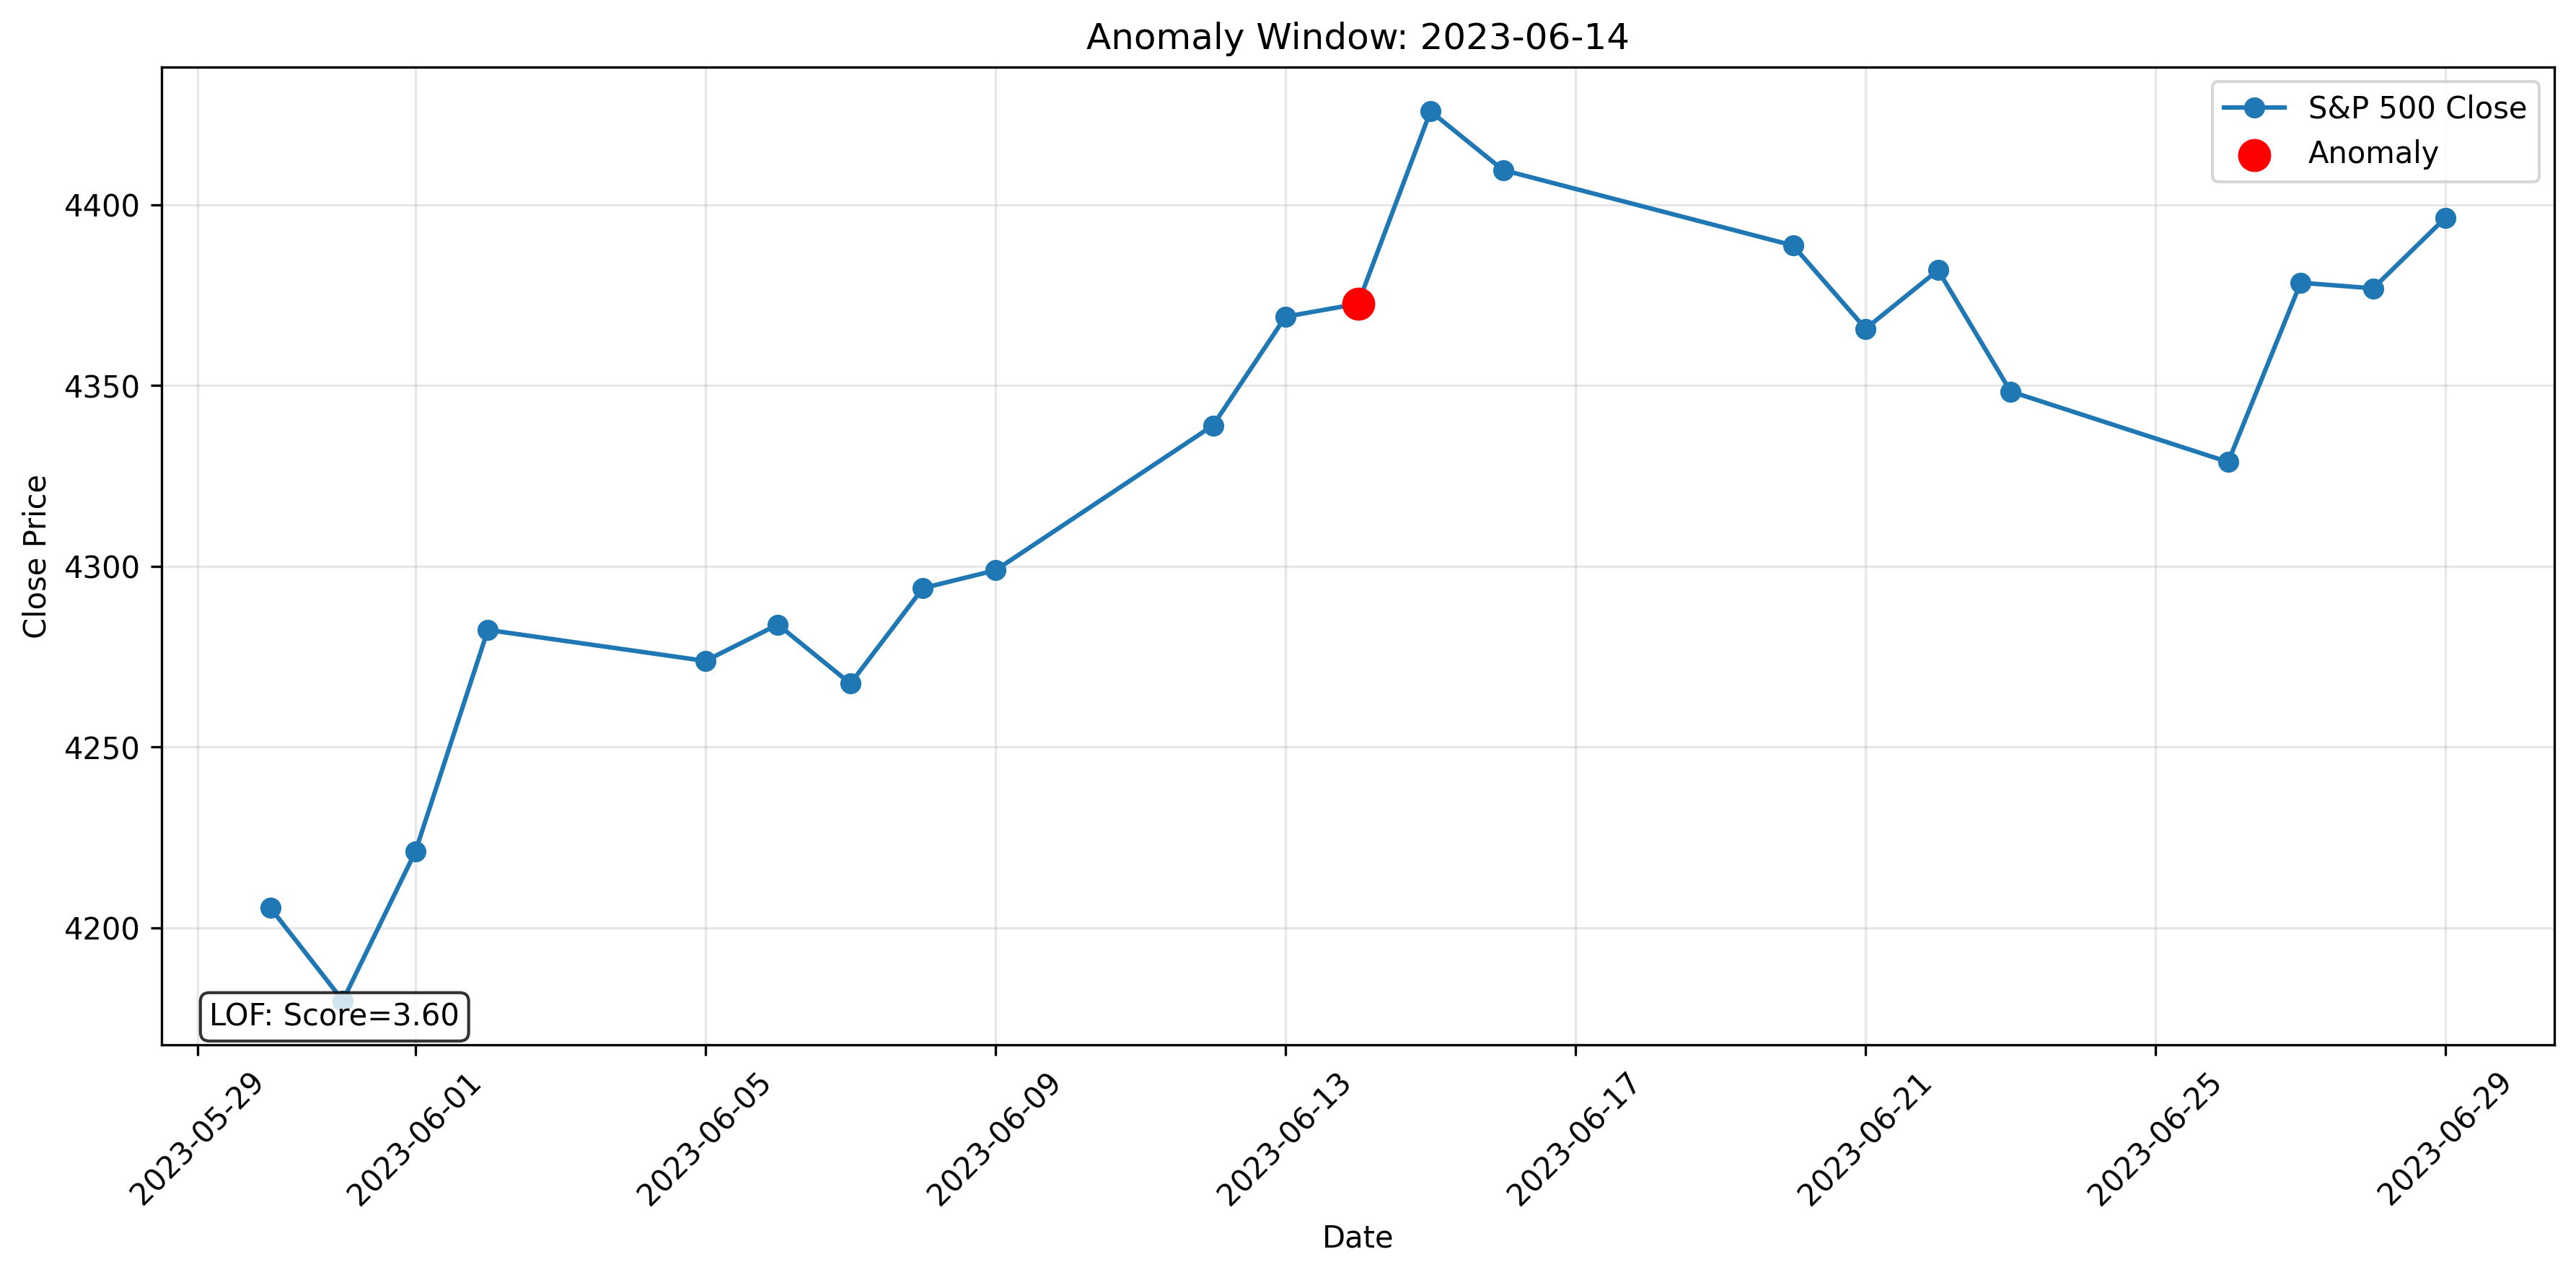 Anomaly Window: 2023-06-14
S&P 500 Close
Anomaly
Close Price
4400
4350
4300
4250
4200
LOF: Score=3.60
2023-05-29
2023-06-01
2023-06-05
2023-06-09
2023-06-13
2023-06-17
2023-06-21
2023-06-25
2023-06-29
Date